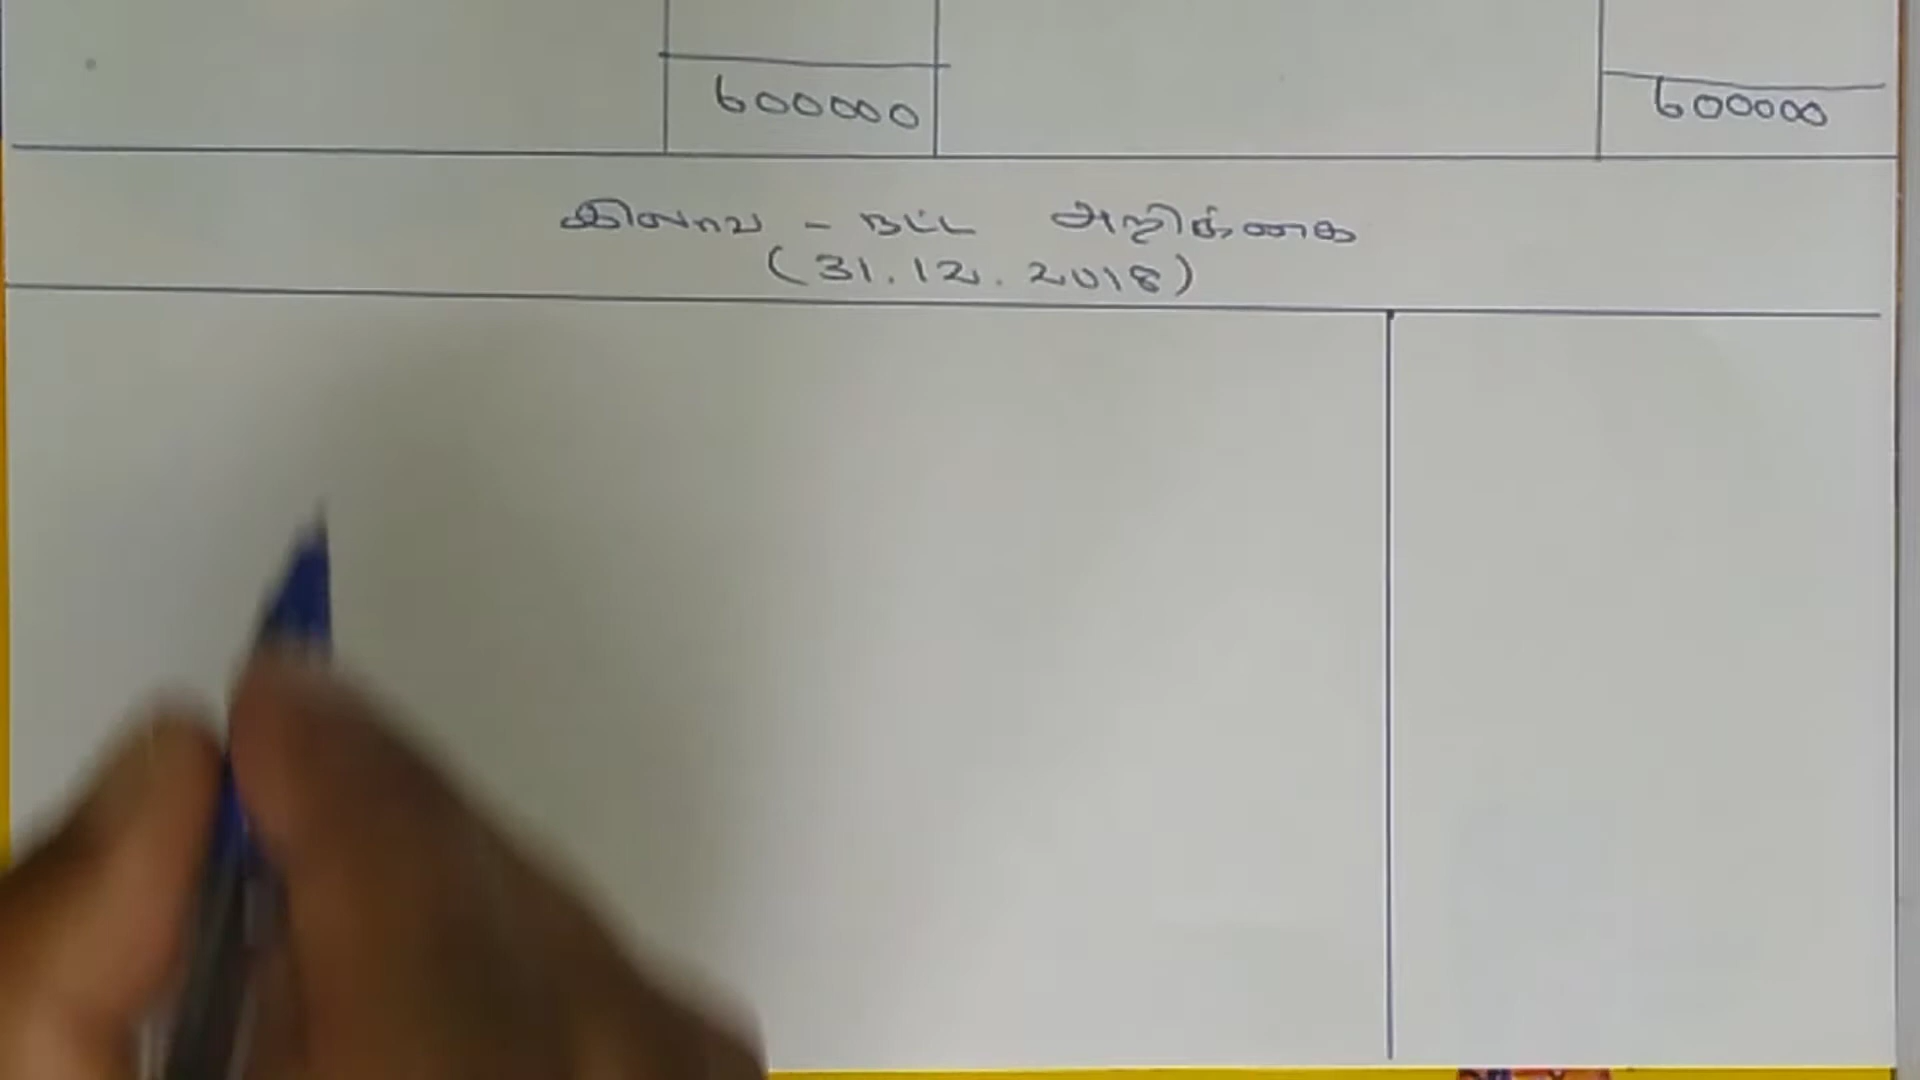 600000 600000
இலாப - நட்ட அறிக்கை
(31.12.2018)